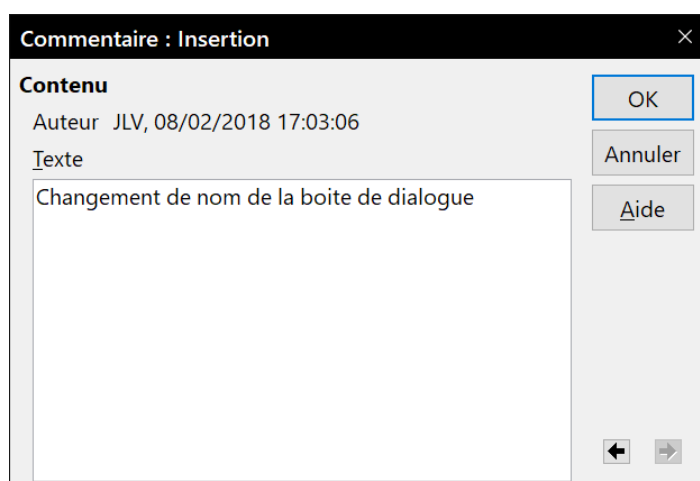 Commentaire : Insertion
Contenu
OK
Auteur JLV, 08/02/2018 17:03:06
Annuler
Texte
Changement de nom de la boite de dialogue
Aide